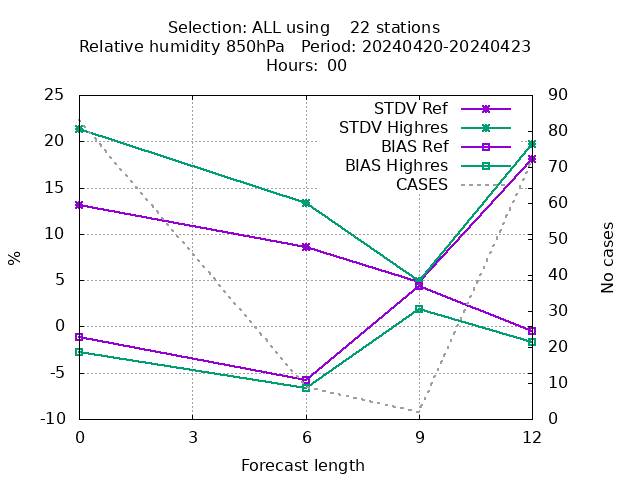 Selection: ALL using    22 stations
Relative humidity 850hPa   Period: 20240420-20240423
Hours: 00
STDV Ref
STDV Highres
BIAS Ref
BIAS Highres
CASES
%
25
20
15
10
5
0
-5
-10
90
80
70
60
50
40
30
20
10
0
No cases
0 3 6 9 12
Forecast length